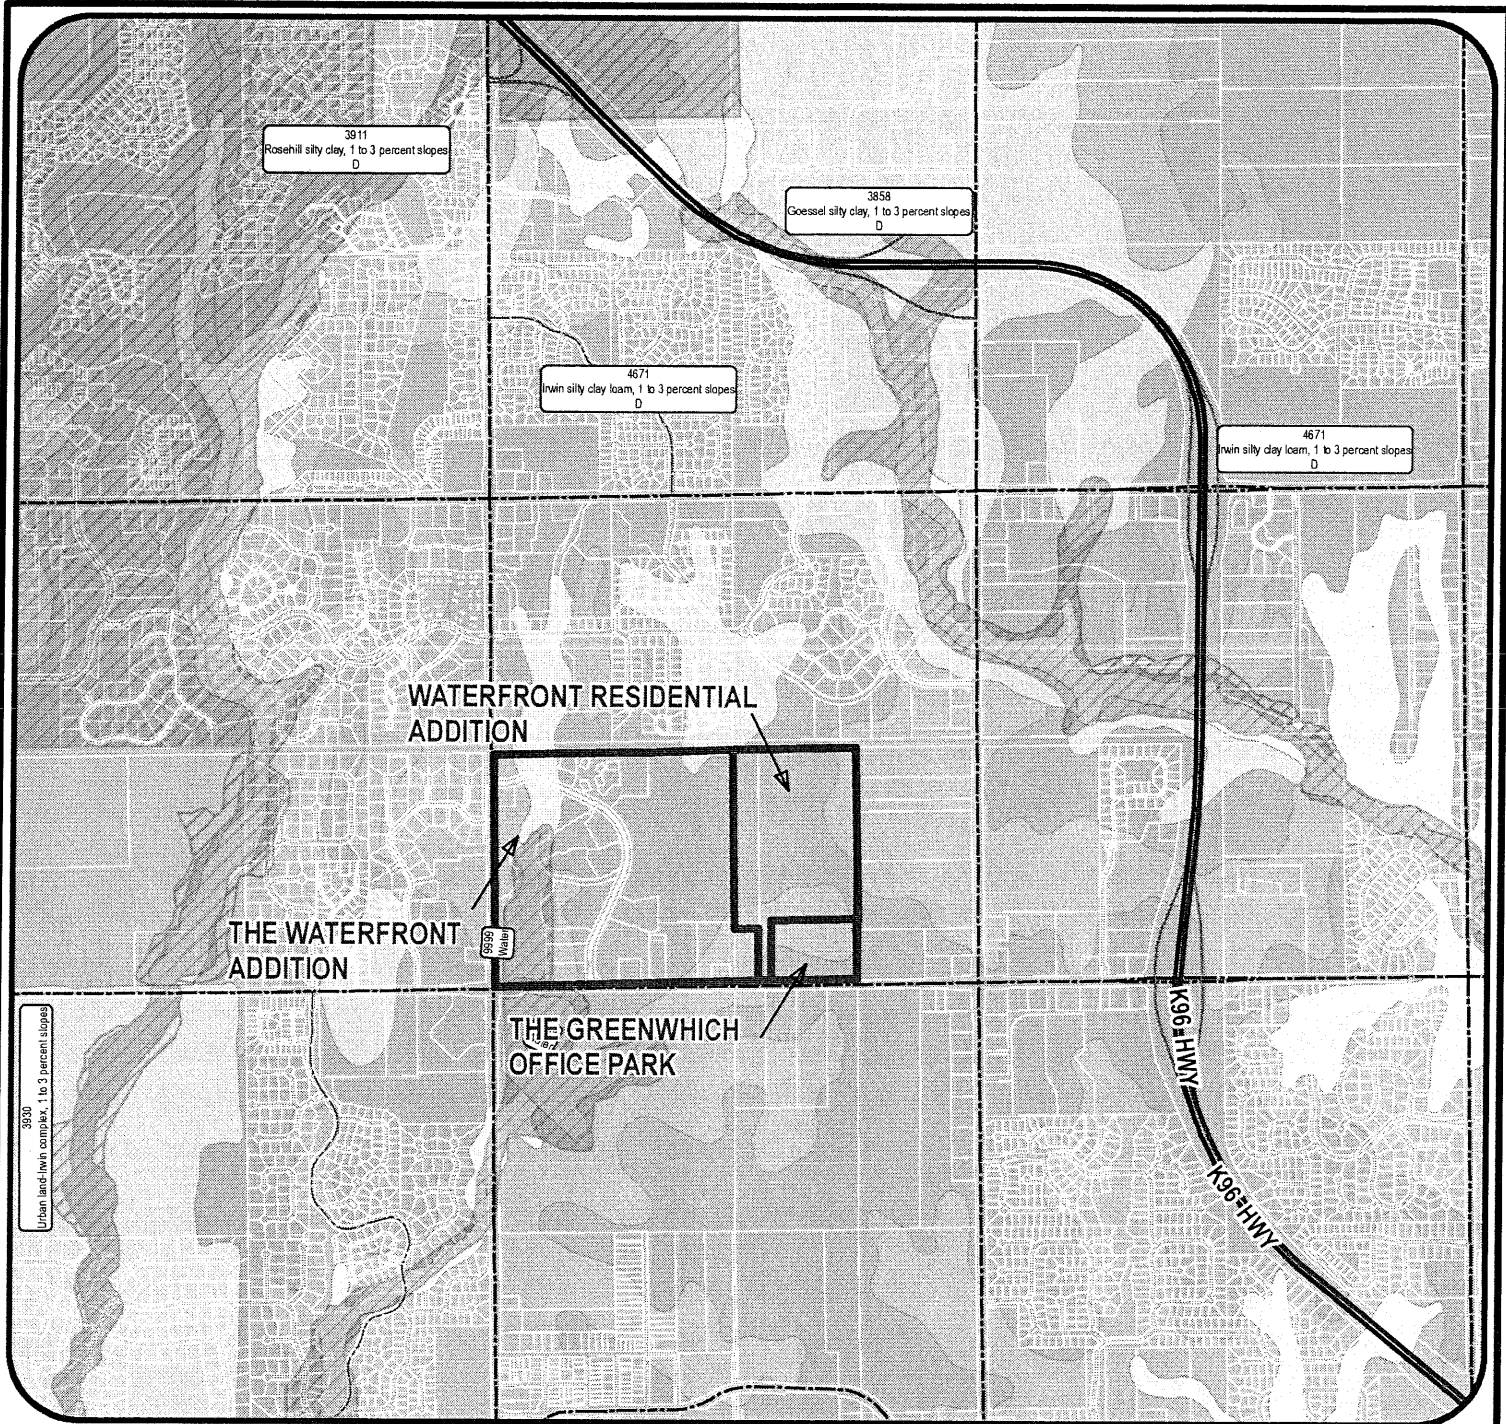 3911
Rosehill silty clay, 1 to 3 percent slopes
D
3858
Goessel silty clay, 1 to 3 percent slopes
D
4671
Irwin silty clay loam, 1 to 3 percent slopes
D
4671
Irwin silty clay loam, 1 to 3 percent slopes
D
WATERFRONT RESIDENTIAL
ADDITION
THE WATERFRONT
ADDITION
9999
Water
THE GREENWHICH
OFFICE PARK
3930
Urban land-Irwin complex, 1 to 3 percent slopes
K96 HWY
K96 HWY